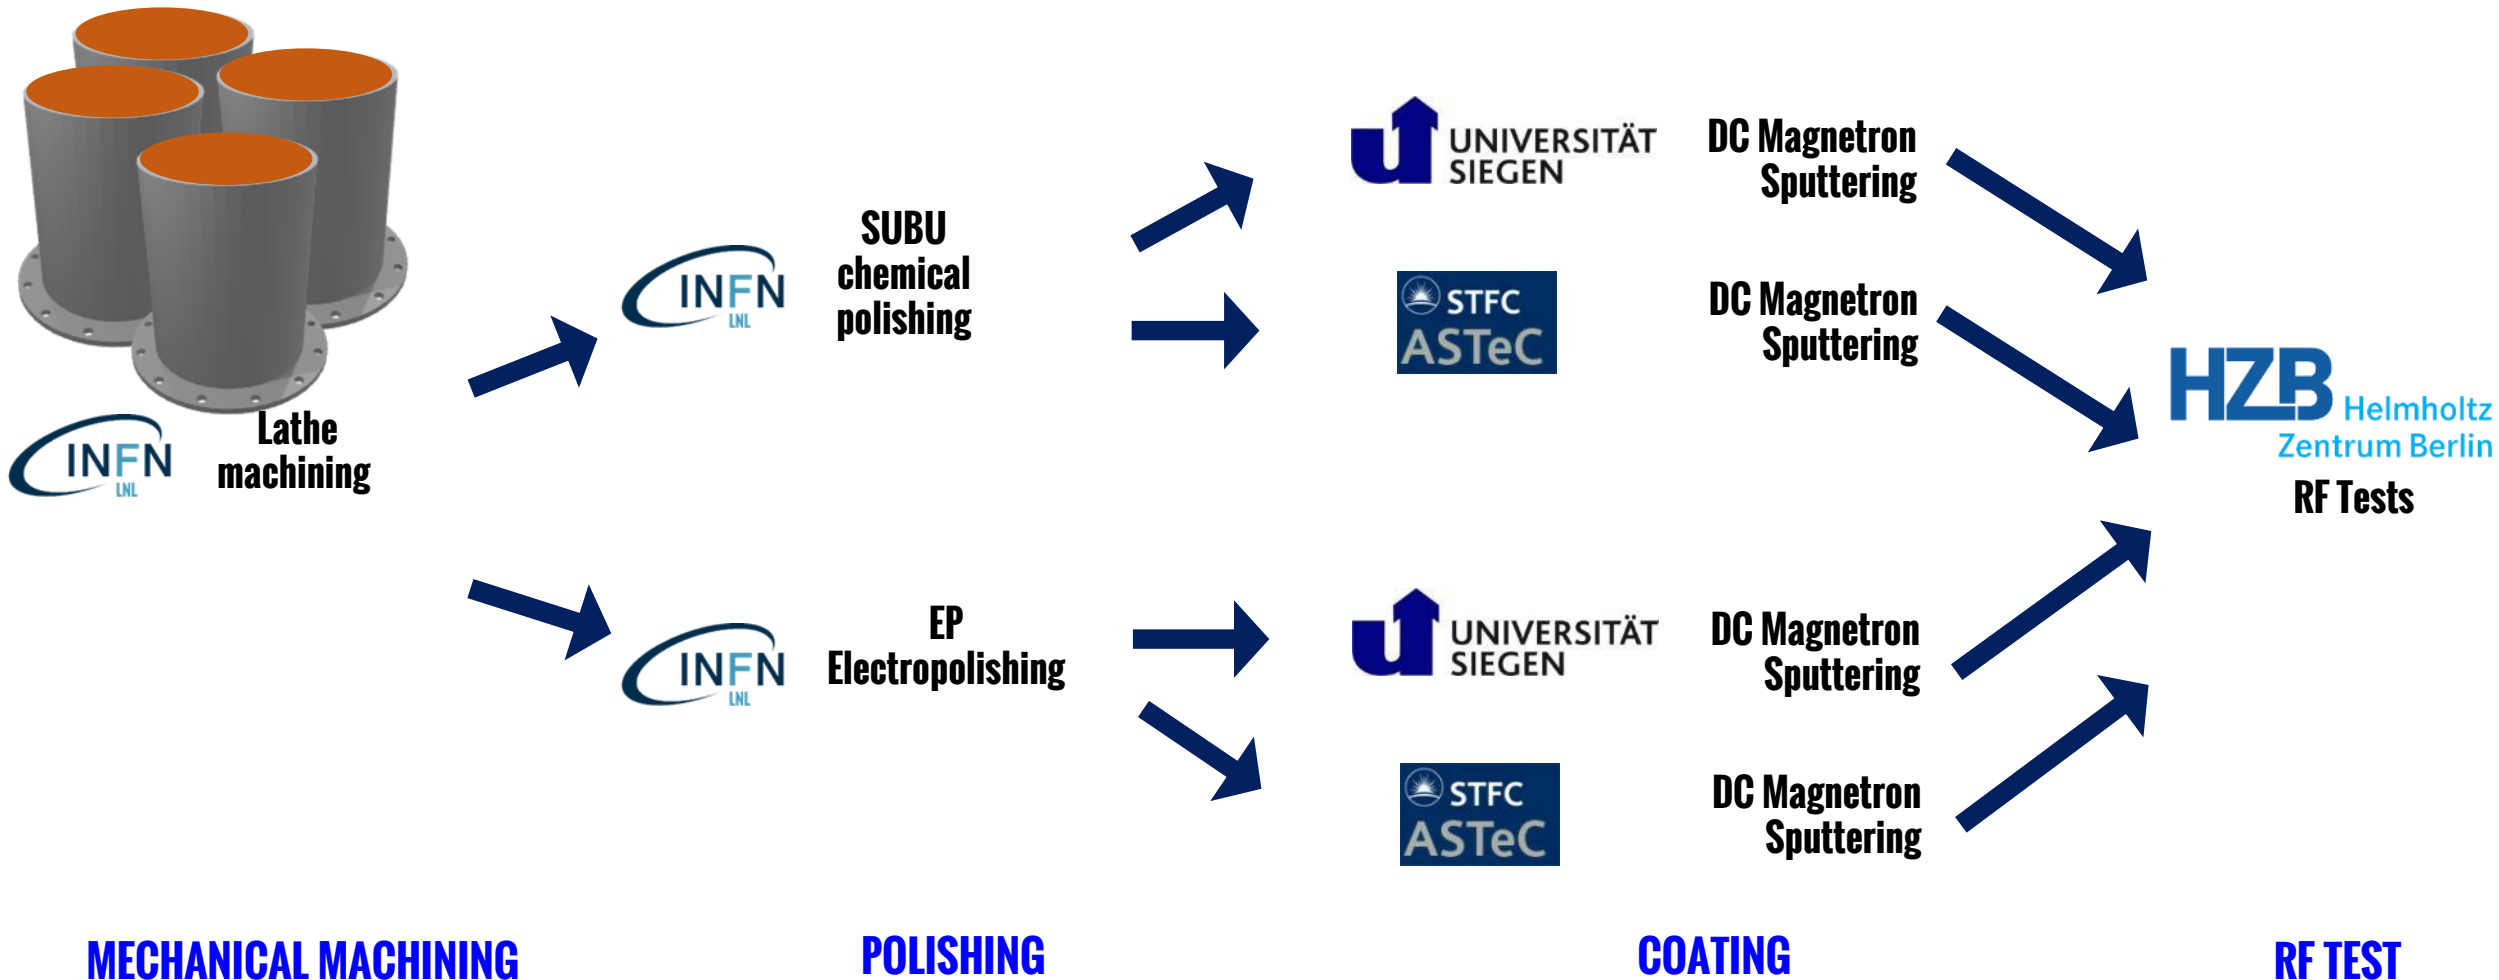 INFN
LNL
Lathe
machining
INFN
LNL
SUBU
chemical
polishing
INFN
LNL
EP
Electropolishing
UNIVERSITÄT
SIEGEN
DC Magnetron
Sputtering
STFC
ASTeC
DC Magnetron
Sputtering
UNIVERSITÄT
SIEGEN
DC Magnetron
Sputtering
STFC
ASTeC
DC Magnetron
Sputtering
HZB Helmholtz
Zentrum Berlin
RF Tests
MECHANICAL MACHINING
POLISHING
COATING
RF TEST